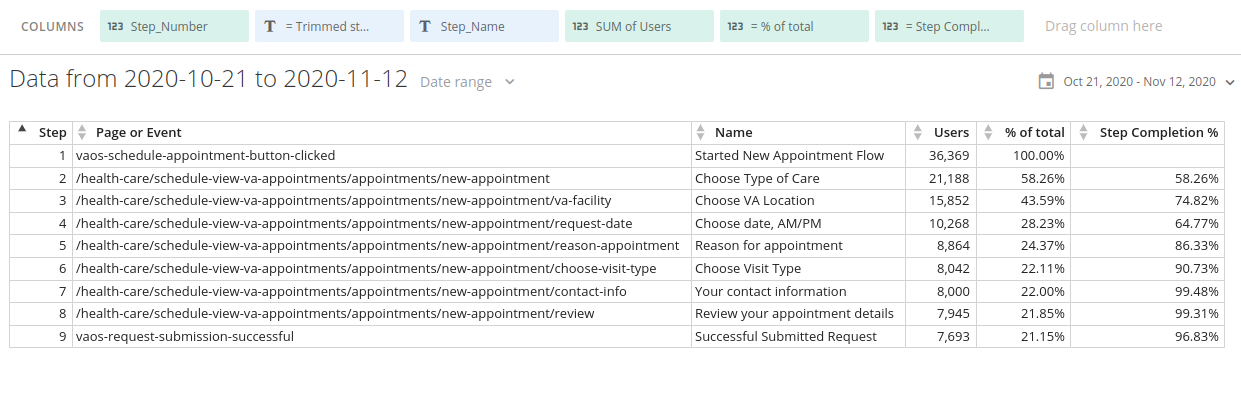 COLUMNS 123 Step_Number T = Trimmed st... T Step_Name 123 SUM of Users 123 = % of total 123 = Step Compl... Drag column here
Data from 2020-10-21 to 2020-11-12 Date range Oct 21, 2020 - Nov 12, 2020
Step Page or Event Name Users % of total Step Completion %
1 vaos-schedule-appointment-button-clicked Started New Appointment Flow 36,369 100.00%
2 /health-care/schedule-view-va-appointments/appointments/new-appointment Choose Type of Care 21,188 58.26% 58.26%
3 /health-care/schedule-view-va-appointments/appointments/new-appointment/va-facility Choose VA Location 15,852 43.59% 74.82%
4 /health-care/schedule-view-va-appointments/appointments/new-appointment/request-date Choose date, AM/PM 10,268 28.23% 64.77%
5 /health-care/schedule-view-va-appointments/appointments/new-appointment/reason-appointment Reason for appointment 8,864 24.37% 86.33%
6 /health-care/schedule-view-va-appointments/appointments/new-appointment/choose-visit-type Choose Visit Type 8,042 22.11% 90.73%
7 /health-care/schedule-view-va-appointments/appointments/new-appointment/contact-info Your contact information 8,000 22.00% 99.48%
8 /health-care/schedule-view-va-appointments/appointments/new-appointment/review Review your appointment details 7,945 21.85% 99.31%
9 vaos-request-submission-successful Successful Submitted Request 7,693 21.15% 96.83%